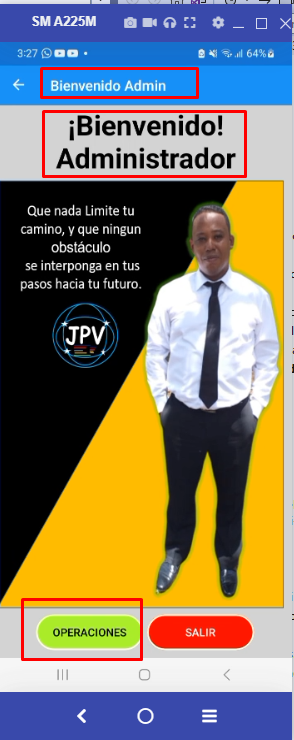 SM A225M
3:27
64%
Bienvenido Admin
¡Bienvenido!
Administrador
Que nada Limite tu
camino, y que ningun
obstáculo
se interponga en tus
pasos hacia tu futuro.
JPV
OPERACIONES
SALIR